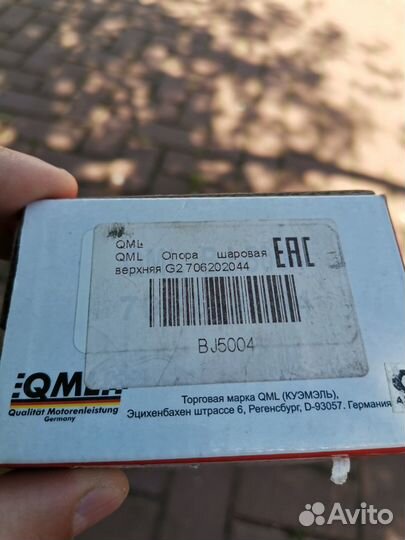 QML
QML Опора шаровая
верхняя G2 706202044
EAC
BJ5004
QML
Qualität Motorenleistung
Germany
Торговая марка QML (КУЭМЭЛЬ),
Эцихенбахен штрассе 6, Регенсбург, D-93057. Германия
Avito